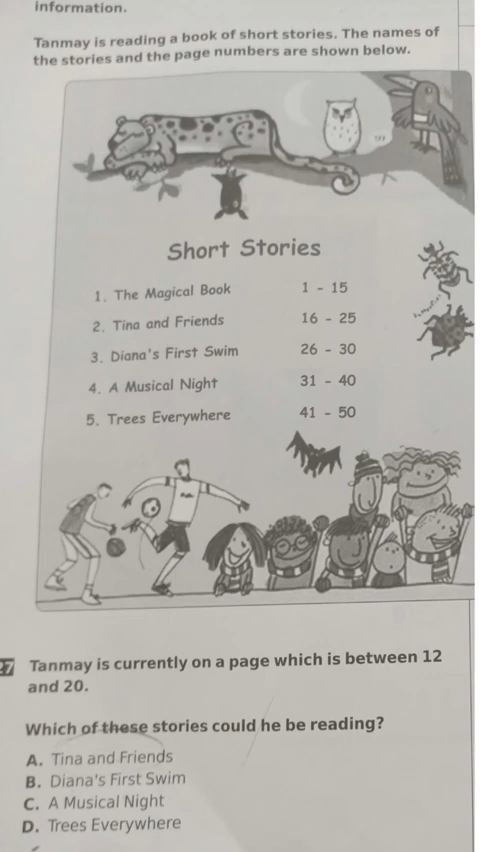 information.
Tanmay is reading a book of short stories. The names of
the stories and the page numbers are shown below.
Short Stories
1. The Magical Book 1 - 15
2. Tina and Friends 16 - 25
3. Diana's First Swim 26 - 30
4. A Musical Night 31 - 40
5. Trees Everywhere 41 - 50
27 Tanmay is currently on a page which is between 12
and 20.
Which of these stories could he be reading?
A. Tina and Friends
B. Diana's First Swim
C. A Musical Night
D. Trees Everywhere